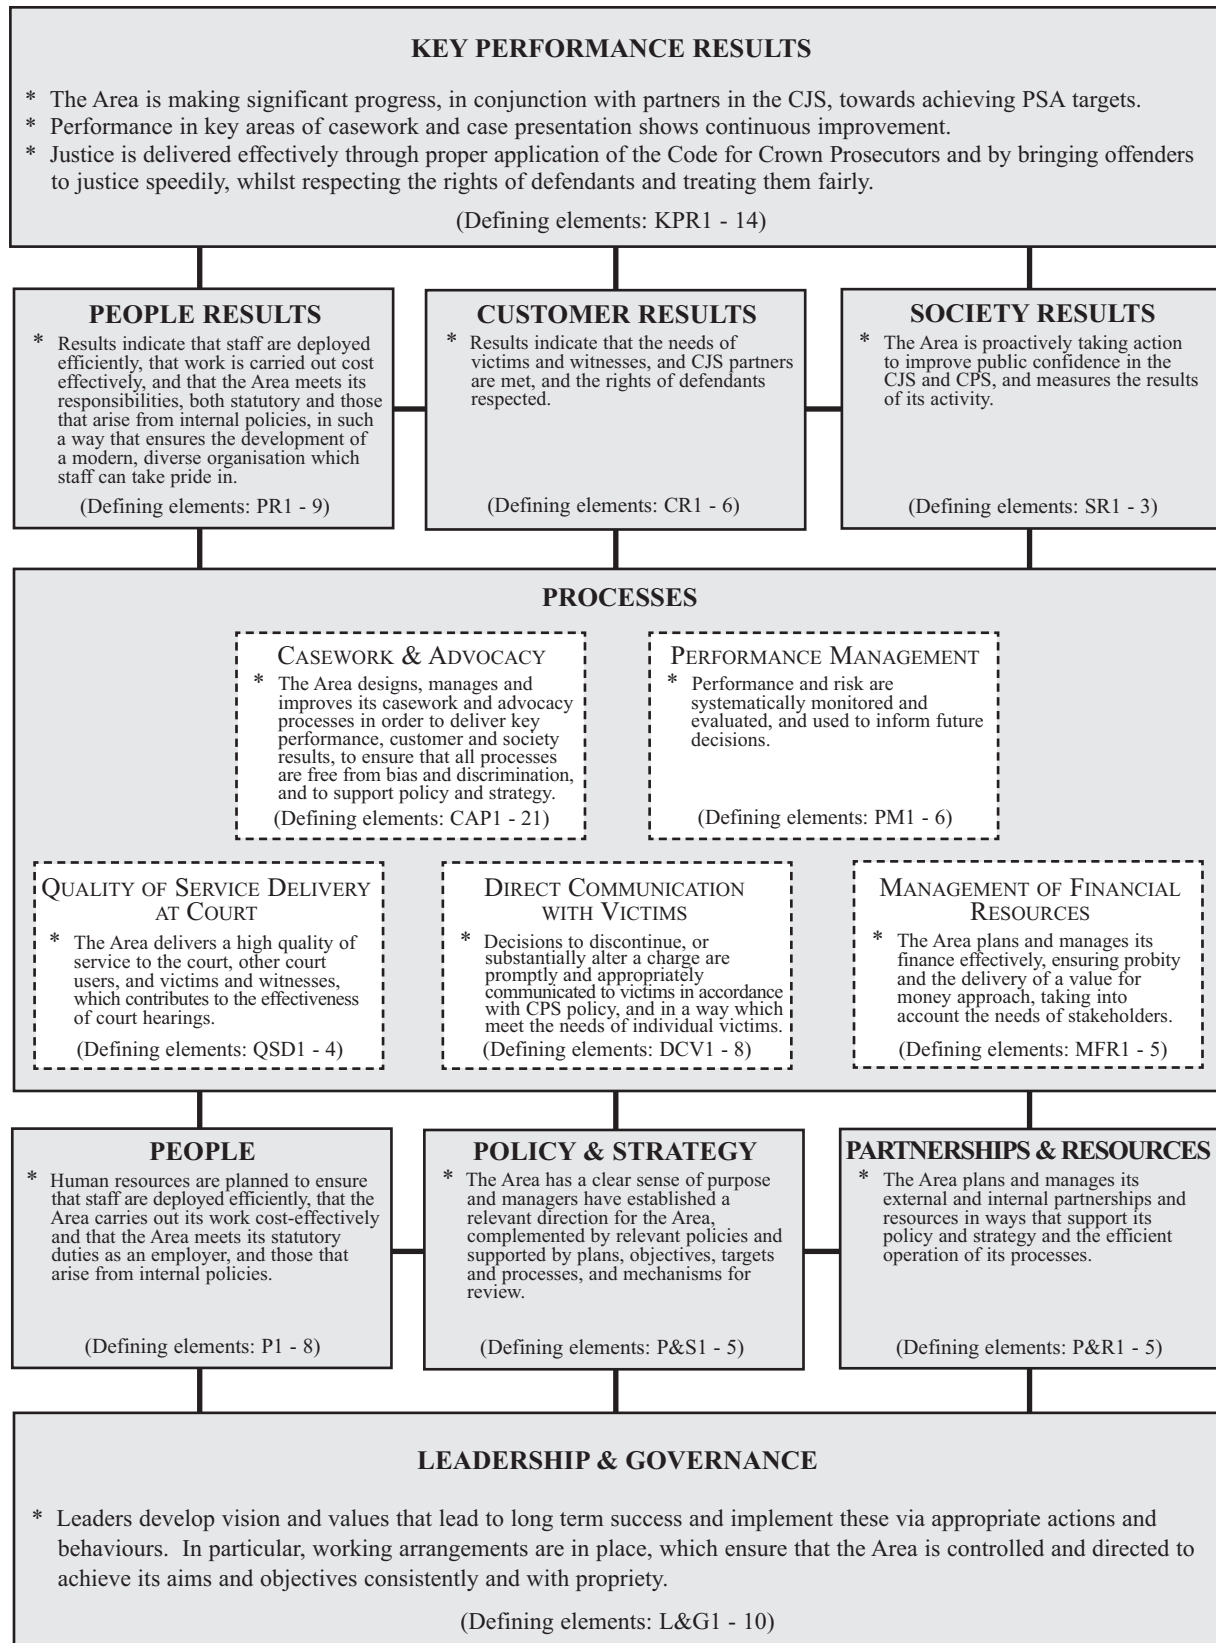 KEY PERFORMANCE RESULTS
* The Area is making significant progress, in conjunction with partners in the CJS, towards achieving PSA targets.
* Performance in key areas of casework and case presentation shows continuous improvement.
* Justice is delivered effectively through proper application of the Code for Crown Prosecutors and by bringing offenders
to justice speedily, whilst respecting the rights of defendants and treating them fairly.
(Defining elements: KPR1 - 14)
PEOPLE RESULTS
* Results indicate that staff are deployed
efficiently, that work is carried out cost
effectively, and that the Area meets its
responsibilities, both statutory and those
that arise from internal policies, in such
a way that ensures the development of
a modern, diverse organisation which
staff can take pride in.
(Defining elements: PR1 - 9)
CUSTOMER RESULTS
* Results indicate that the needs of
victims and witnesses, and CJS partners
are met, and the rights of defendants
respected.
(Defining elements: CR1 - 6)
SOCIETY RESULTS
* The Area is proactively taking action
to improve public confidence in the
CJS and CPS, and measures the results
of its activity.
(Defining elements: SR1 - 3)
PROCESSES
CASEWORK & ADVOCACY
* The Area designs, manages and
improves its casework and advocacy
processes in order to deliver key
performance, customer and society
results, to ensure that all processes
are free from bias and discrimination,
and to support policy and strategy.
(Defining elements: CAP1 - 21)
PERFORMANCE MANAGEMENT
* Performance and risk are
systematically monitored and
evaluated, and used to inform future
decisions.
(Defining elements: PM1 - 6)
QUALITY OF SERVICE DELIVERY
AT COURT
* The Area delivers a high quality of
service to the court, other court
users, and victims and witnesses,
which contributes to the effectiveness
of court hearings.
(Defining elements: QSD1 - 4)
DIRECT COMMUNICATION
WITH VICTIMS
* Decisions to discontinue, or
substantially alter a charge are
promptly and appropriately
communicated to victims in accordance
with CPS policy, and in a way which
meet the needs of individual victims.
(Defining elements: DCV1 - 8)
MANAGEMENT OF FINANCIAL
RESOURCES
* The Area plans and manages its
finance effectively, ensuring probity
and the delivery of a value for
money approach, taking into
account the needs of stakeholders.
(Defining elements: MFR1 - 5)
PEOPLE
* Human resources are planned to ensure
that staff are deployed efficiently, that the
Area carries out its work cost-effectively
and that the Area meets its statutory
duties as an employer, and those that
arise from internal policies.
(Defining elements: P1 - 8)
POLICY & STRATEGY
* The Area has a clear sense of purpose
and managers have established a
relevant direction for the Area,
complemented by relevant policies and
supported by plans, objectives, targets
and processes, and mechanisms for
review.
(Defining elements: P&S1 - 5)
PARTNERSHIPS & RESOURCES
* The Area plans and manages its
external and internal partnerships and
resources in ways that support its
policy and strategy and the efficient
operation of its processes.
(Defining elements: P&R1 - 5)
LEADERSHIP & GOVERNANCE
* Leaders develop vision and values that lead to long term success and implement these via appropriate actions and
behaviours. In particular, working arrangements are in place, which ensure that the Area is controlled and directed to
achieve its aims and objectives consistently and with propriety.
(Defining elements: L&G1 - 10)